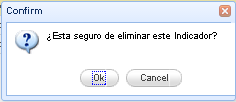 Confirm
¿Esta seguro de eliminar este Indicador?
Ok
Cancel